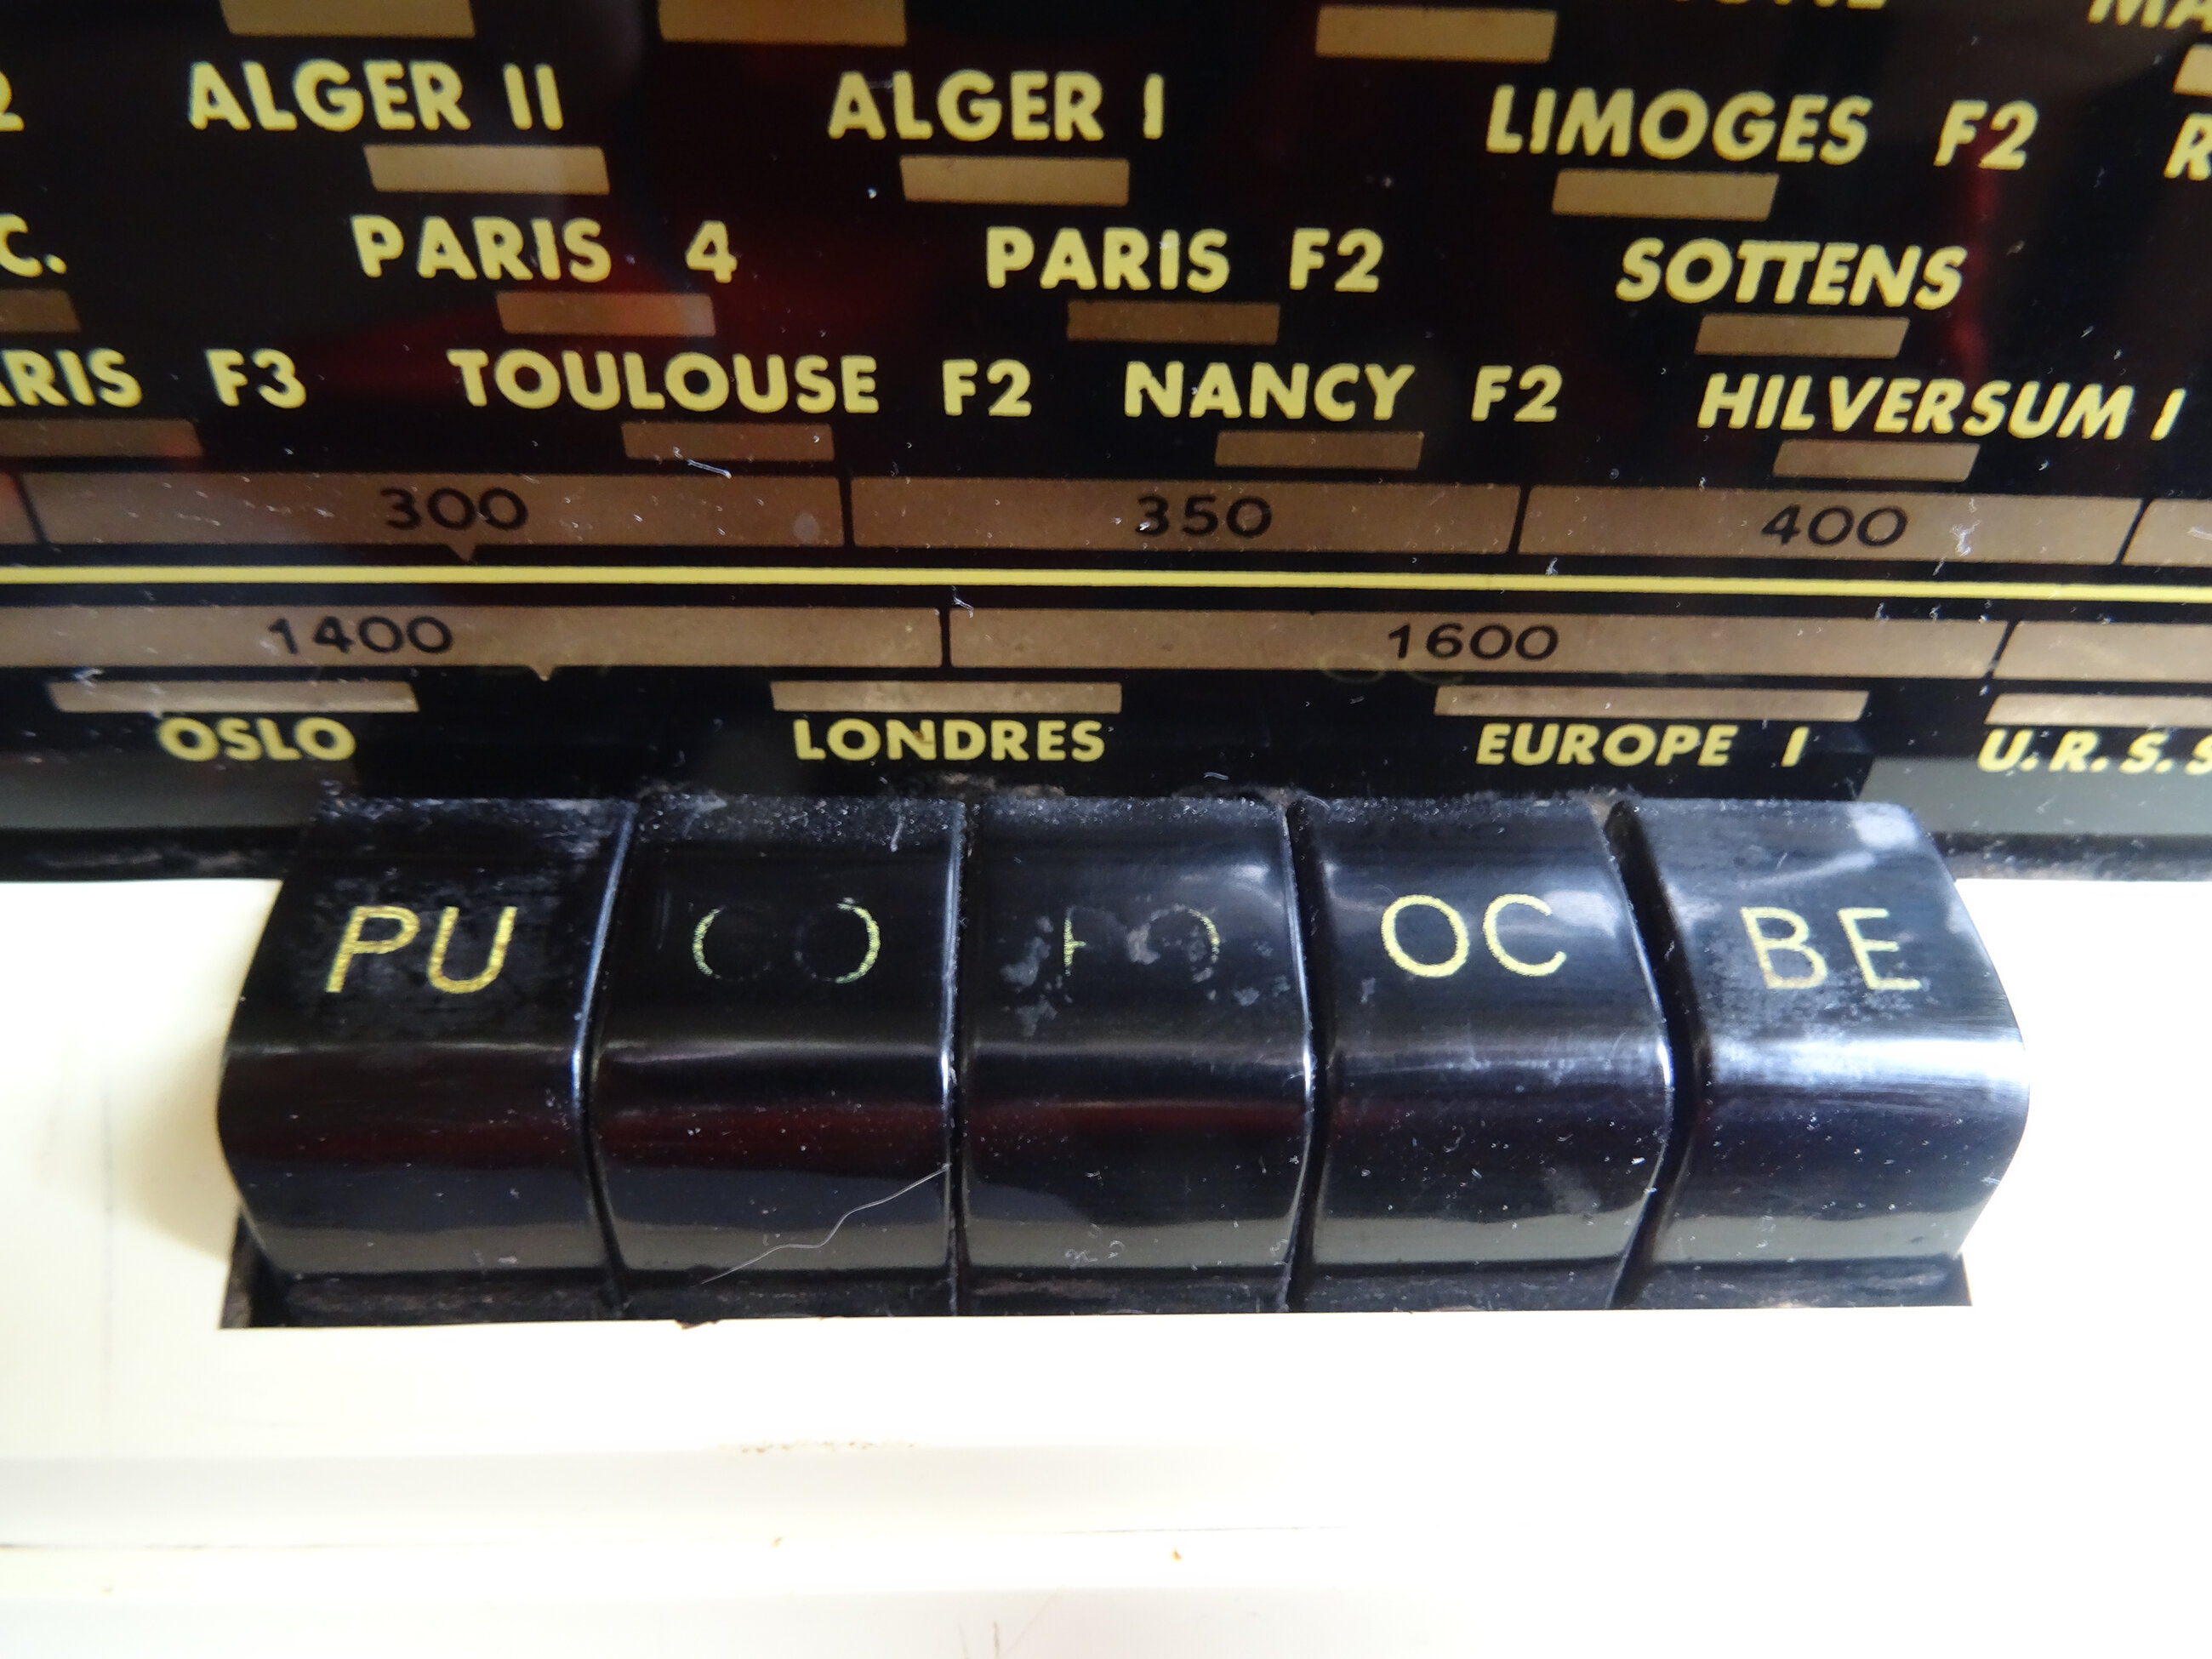 ALGER II ALGER I LIMOGES F2
C. PARIS 4 PARIS F2 SOTTENS
F3 TOULOUSE F2 NANCY F2 HILVERSUM I
300 350 400
1400 1600
OSLO LONDRES EUROPE I U.R.S.S
PU OC BE